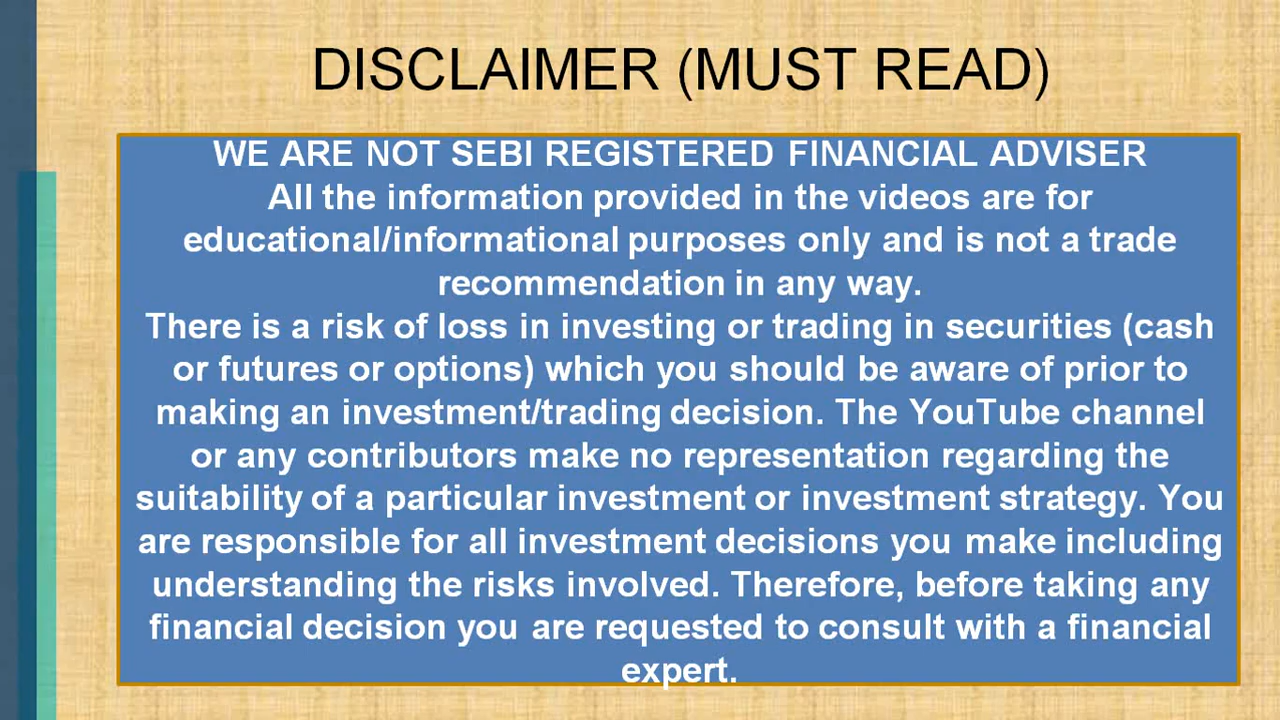 DISCLAIMER (MUST READ)
WE ARE NOT SEBI REGISTERED FINANCIAL ADVISER
All the information provided in the videos are for
educational/informational purposes only and is not a trade
recommendation in any way.
There is a risk of loss in investing or trading in securities (cash
or futures or options) which you should be aware of prior to
making an investment/trading decision. The YouTube channel
or any contributors make no representation regarding the
suitability of a particular investment or investment strategy. You
are responsible for all investment decisions you make including
understanding the risks involved. Therefore, before taking any
financial decision you are requested to consult with a financial
expert.